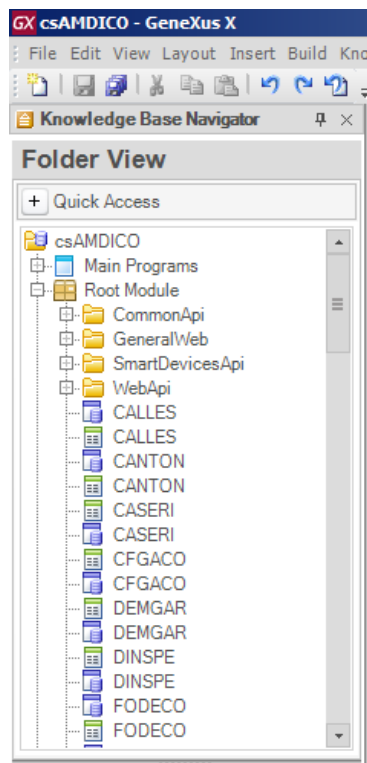 GX csAMDICO - GeneXus X
File Edit View Layout Insert Build Kno
Knowledge Base Navigator
Folder View
+ Quick Access
csAMDICO
Main Programs
Root Module
CommonApi
GeneralWeb
SmartDevicesApi
WebApi
CALLES
CALLES
CANTON
CANTON
CASERI
CASERI
CFGACO
CFGACO
DEMGAR
DEMGAR
DINSPE
DINSPE
FODECO
FODECO